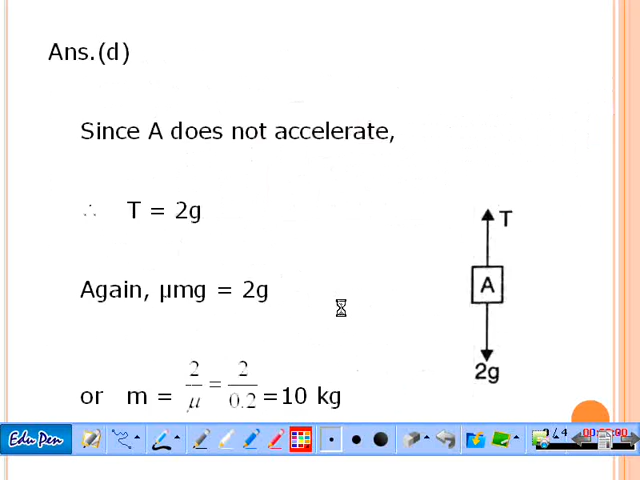 Ans.(d)
Since A does not accelerate,
∴ T = 2g
T
Again, μmg = 2g
A
2g
or m = 2/μ = 2/0.2 =10 kg
Edu Pen
/ 4